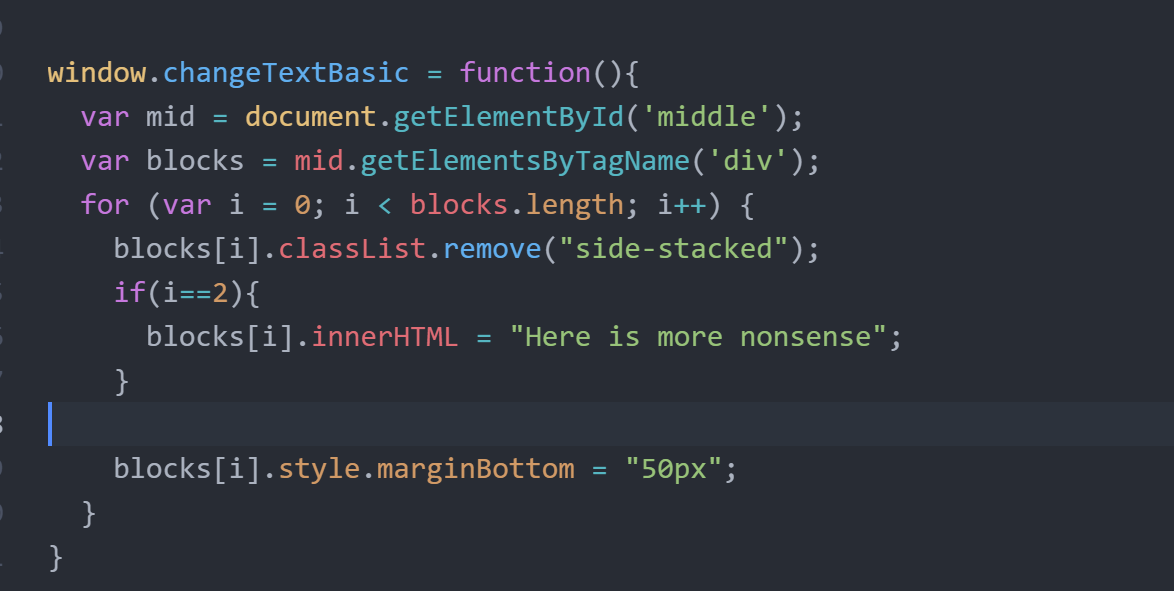 window.changeTextBasic = function(){
  var mid = document.getElementById('middle');
  var blocks = mid.getElementsByTagName('div');
  for (var i = 0; i < blocks.length; i++) {
    blocks[i].classList.remove("side-stacked");
    if(i==2){
      blocks[i].innerHTML = "Here is more nonsense";
    }
    blocks[i].style.marginBottom = "50px";
  }
}